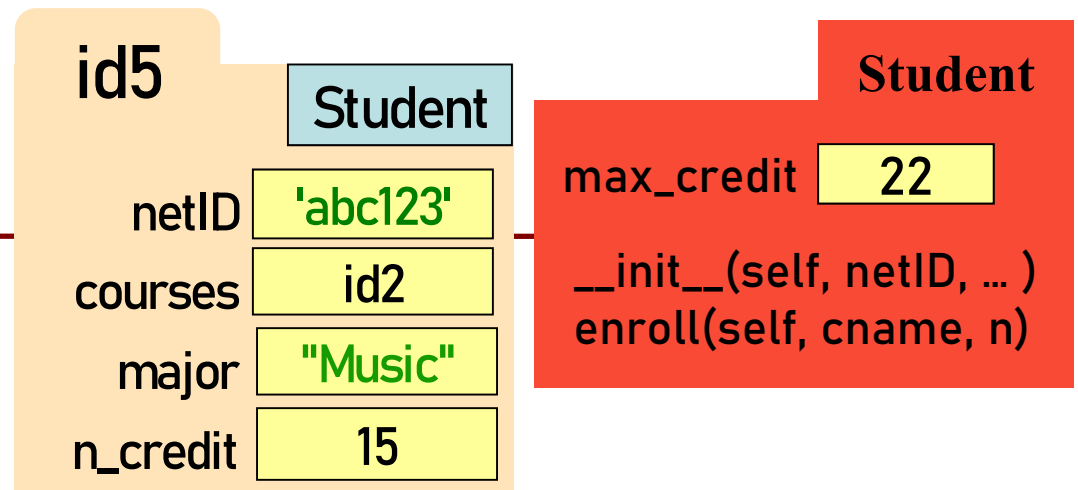 id5
Student
netID 'abc123'
courses id2
major "Music"
n_credit 15
Student
max_credit 22
__init__(self, netID, … )
enroll(self, cname, n)